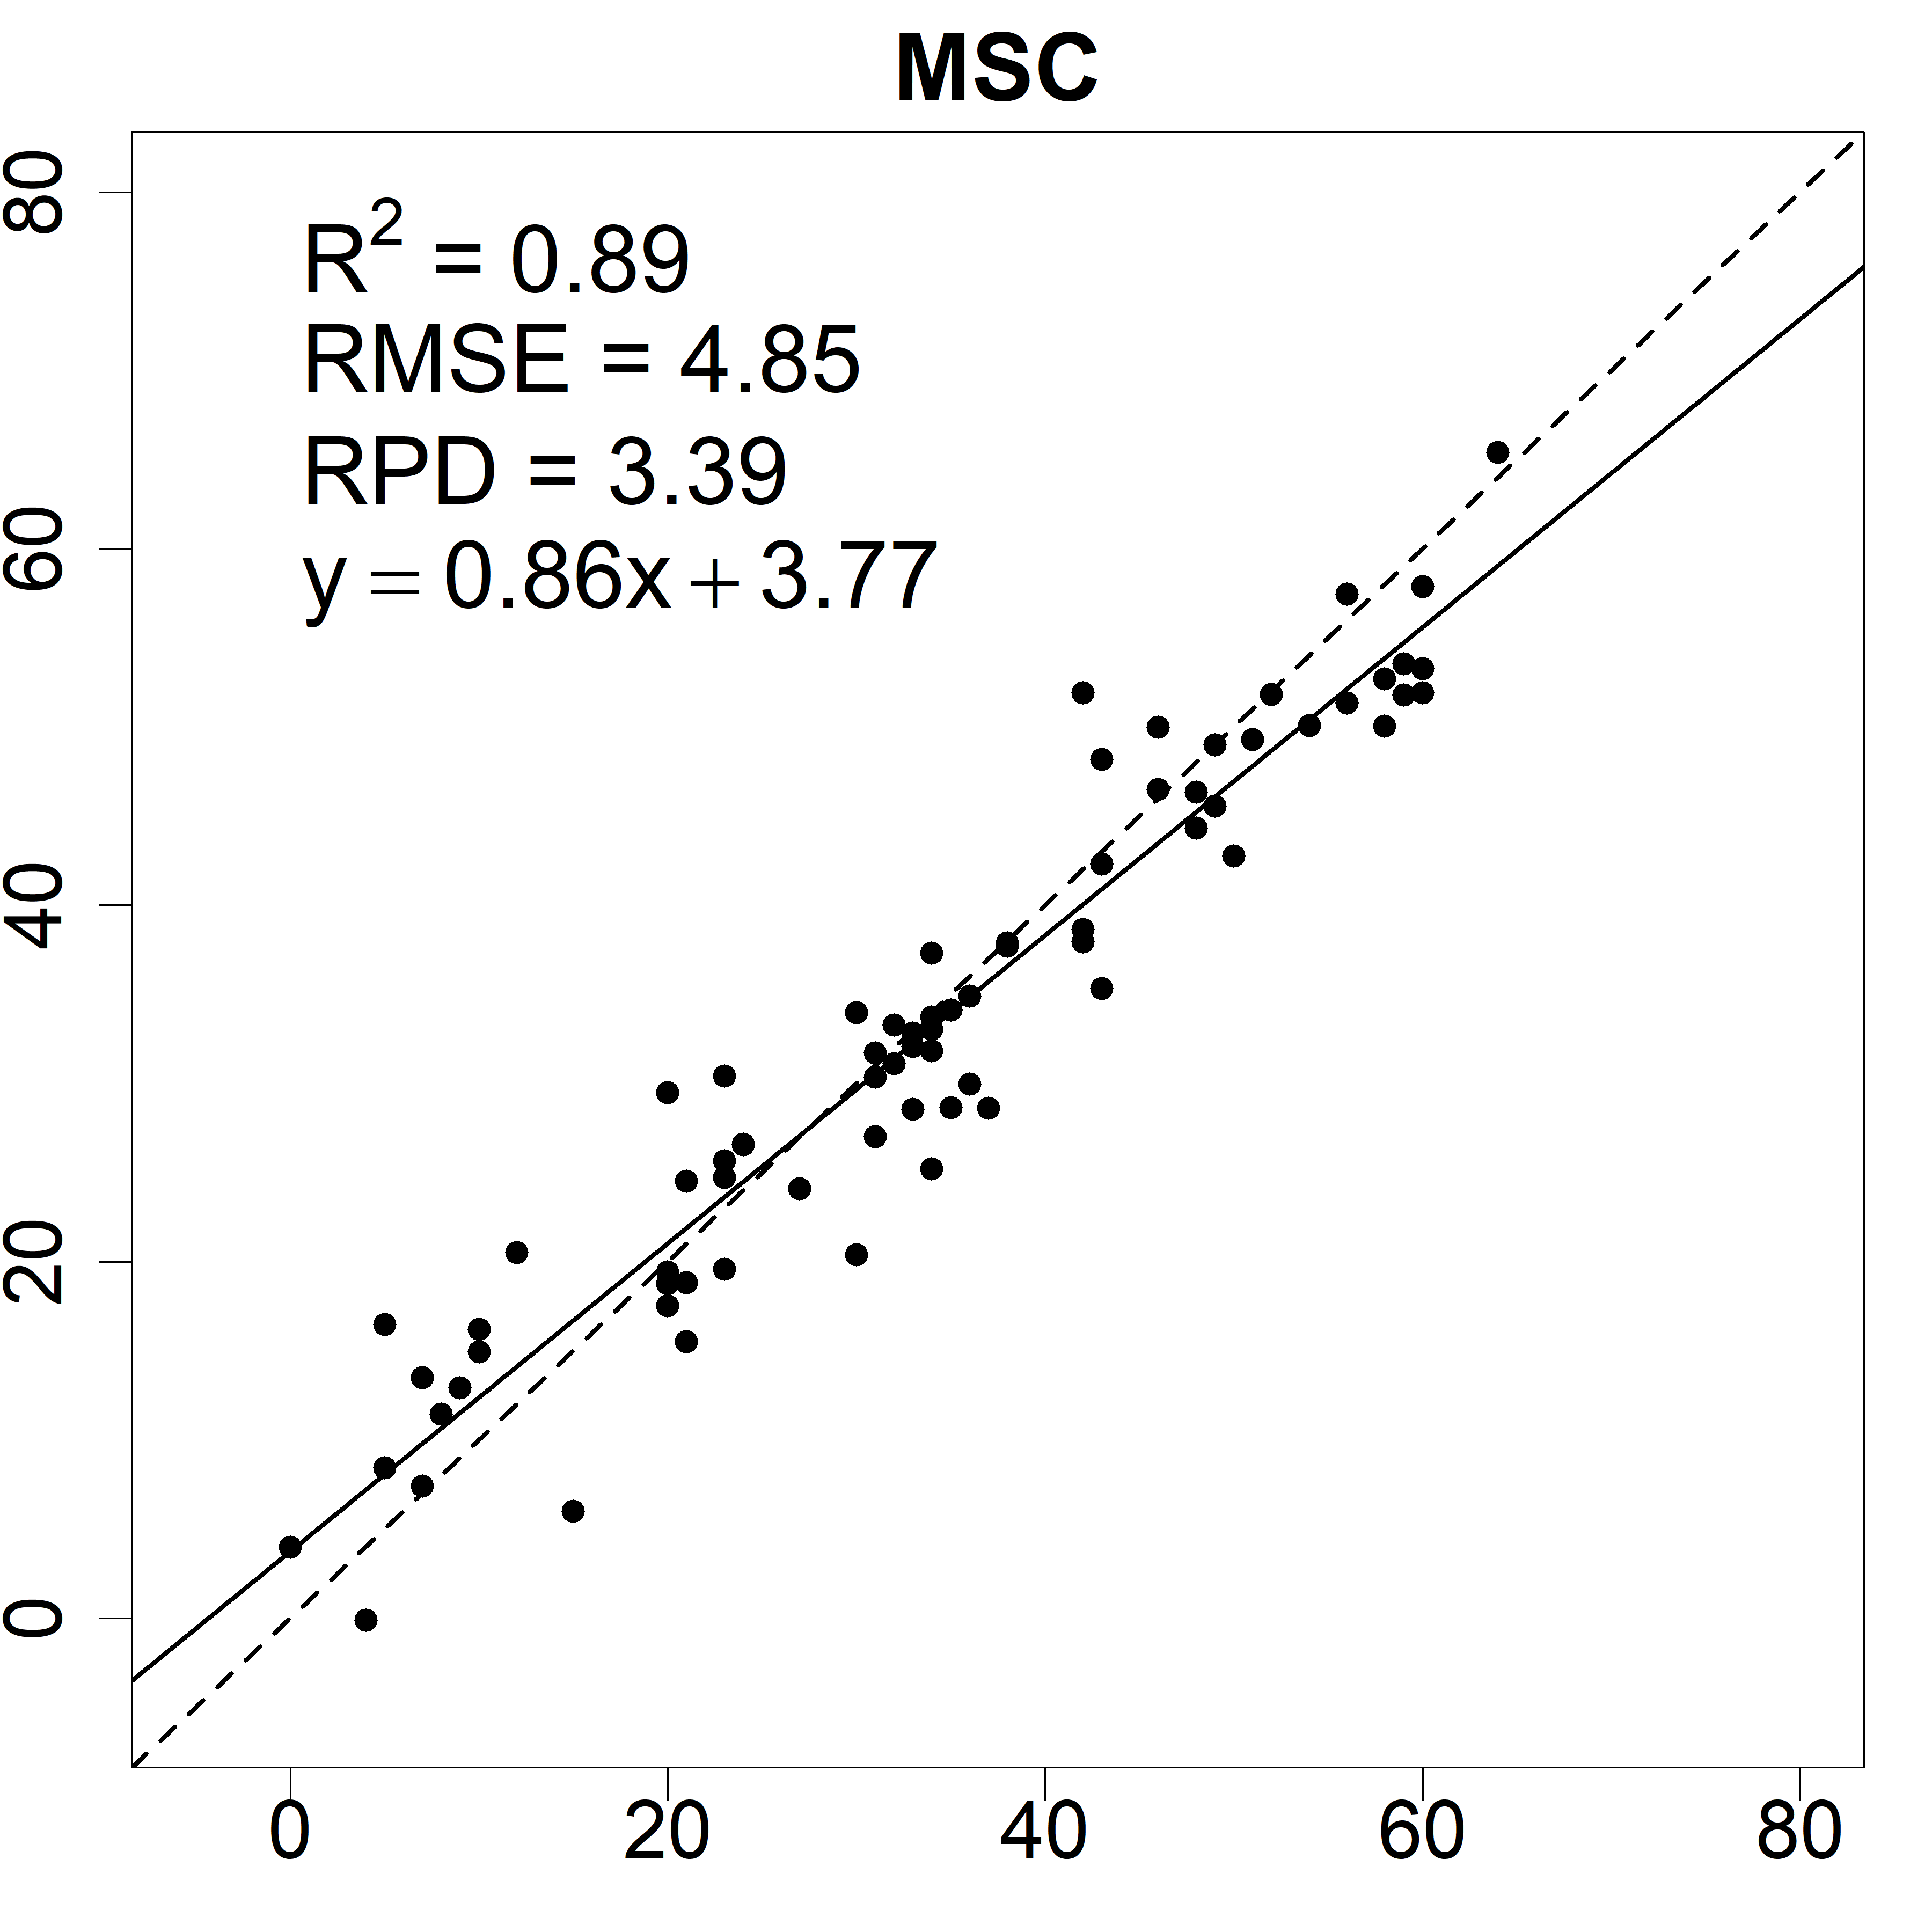 MSC
R² = 0.89
RMSE = 4.85
RPD = 3.39
y = 0.86x + 3.77
80
60
40
20
0
0 20 40 60 80